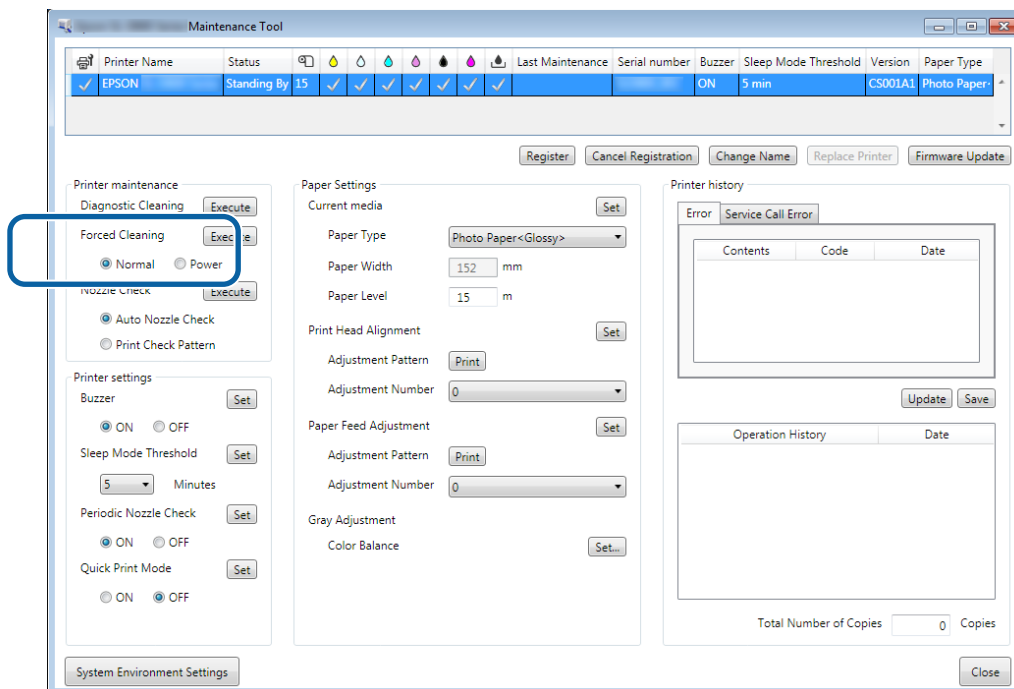 Maintenance Tool
Printer Name Status Last Maintenance Serial number Buzzer Sleep Mode Threshold Version Paper Type
EPSON Standing By 15 ON 5 min CS001A1 Photo Paper
Register Cancel Registration Change Name Replace Printer Firmware Update
Printer maintenance
Diagnostic Cleaning Execute
Forced Cleaning Execute
Normal Power
Nozzle Check Execute
Auto Nozzle Check
Print Check Pattern
Printer settings
Buzzer Set
ON OFF
Sleep Mode Threshold Set
5 Minutes
Periodic Nozzle Check Set
ON OFF
Quick Print Mode Set
ON OFF
Paper Settings
Current media Set
Paper Type Photo Paper<Glossy>
Paper Width 152 mm
Paper Level 15 m
Print Head Alignment Set
Adjustment Pattern Print
Adjustment Number 0
Paper Feed Adjustment Set
Adjustment Pattern Print
Adjustment Number 0
Gray Adjustment
Color Balance Set...
Printer history
Error Service Call Error
Contents Code Date
Update Save
Operation History Date
Total Number of Copies 0 Copies
System Environment Settings Close